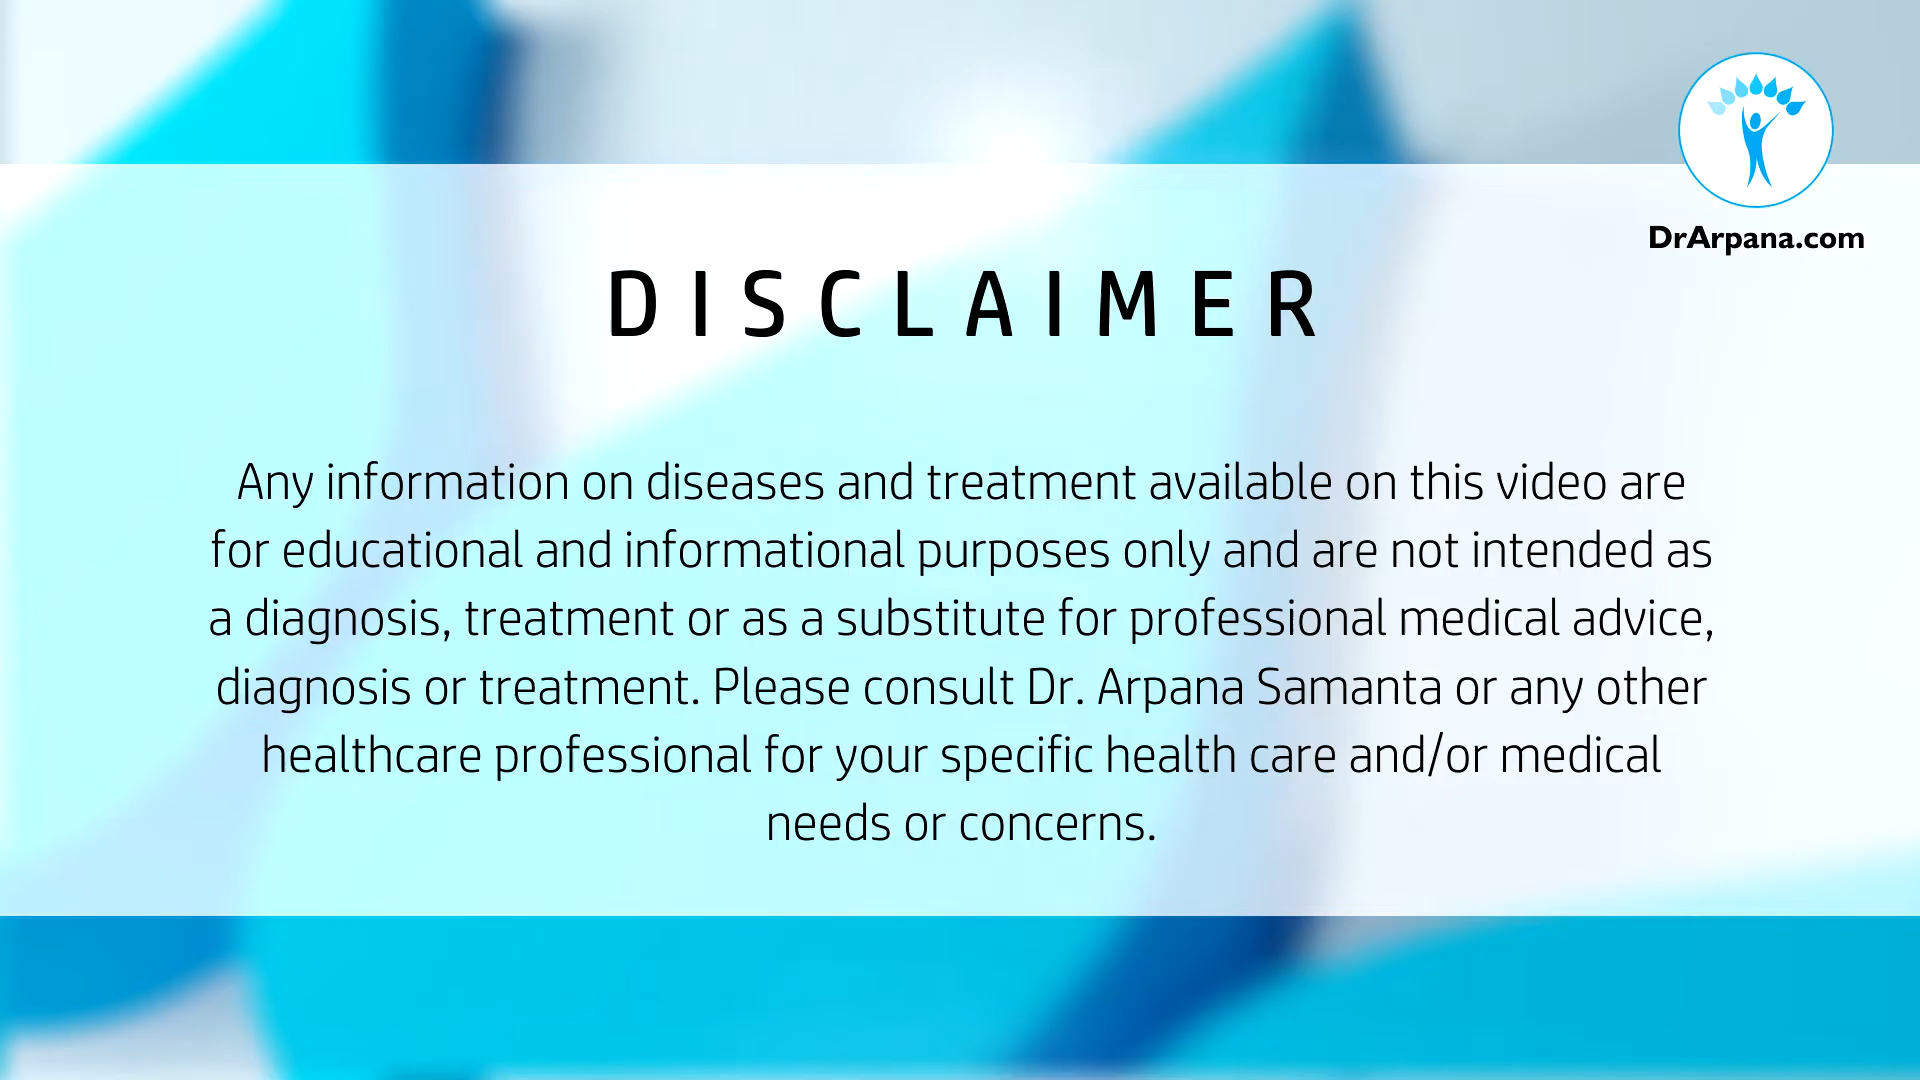 DrArpana.com
DISCLAIMER
Any information on diseases and treatment available on this video are
for educational and informational purposes only and are not intended as
a diagnosis, treatment or as a substitute for professional medical advice,
diagnosis or treatment. Please consult Dr. Arpana Samanta or any other
healthcare professional for your specific health care and/or medical
needs or concerns.